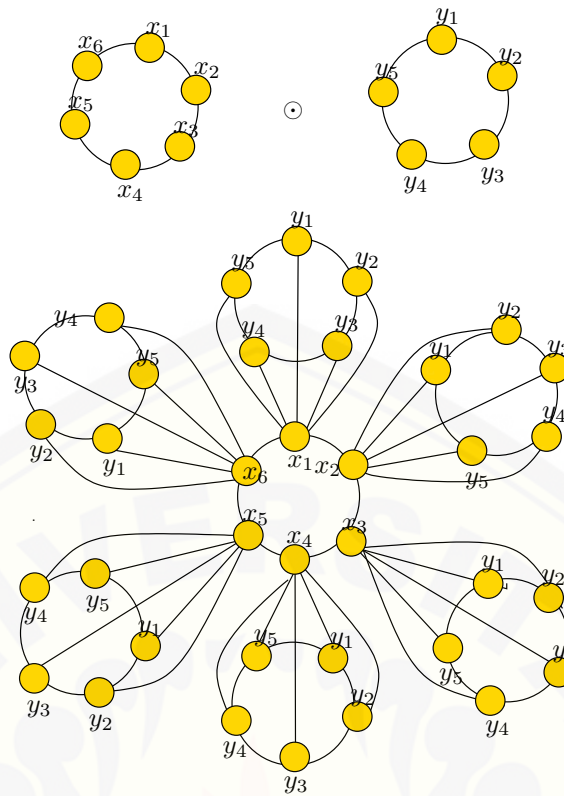 x₁
x₆
x₂
x₅
x₃
x₄
⊙
y₁
y₂
y₅
y₄
y₃
y₁
y₅
y₂
y₄
y₃
y₄
y₅
y₃
y₂
y₁
y₂
y₃
y₁
y₄
y₅
x₁
x₂
x₆
x₅
x₃
x₄
y₅
y₄
y₁
y₃
y₂
y₅
y₁
y₂
y₄
y₃
y₁
y₂
y₅
y
y₄